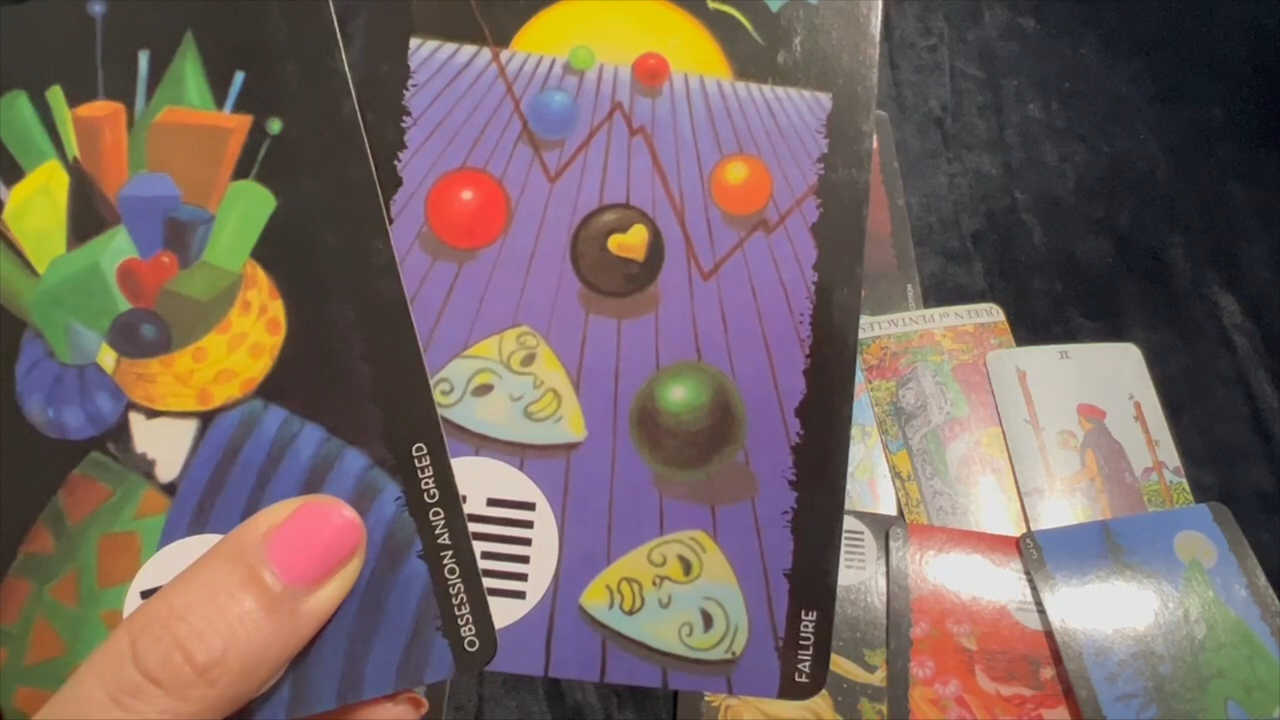 OBSESSION AND GREED
FAILURE
QUEEN of PENTACLES
II